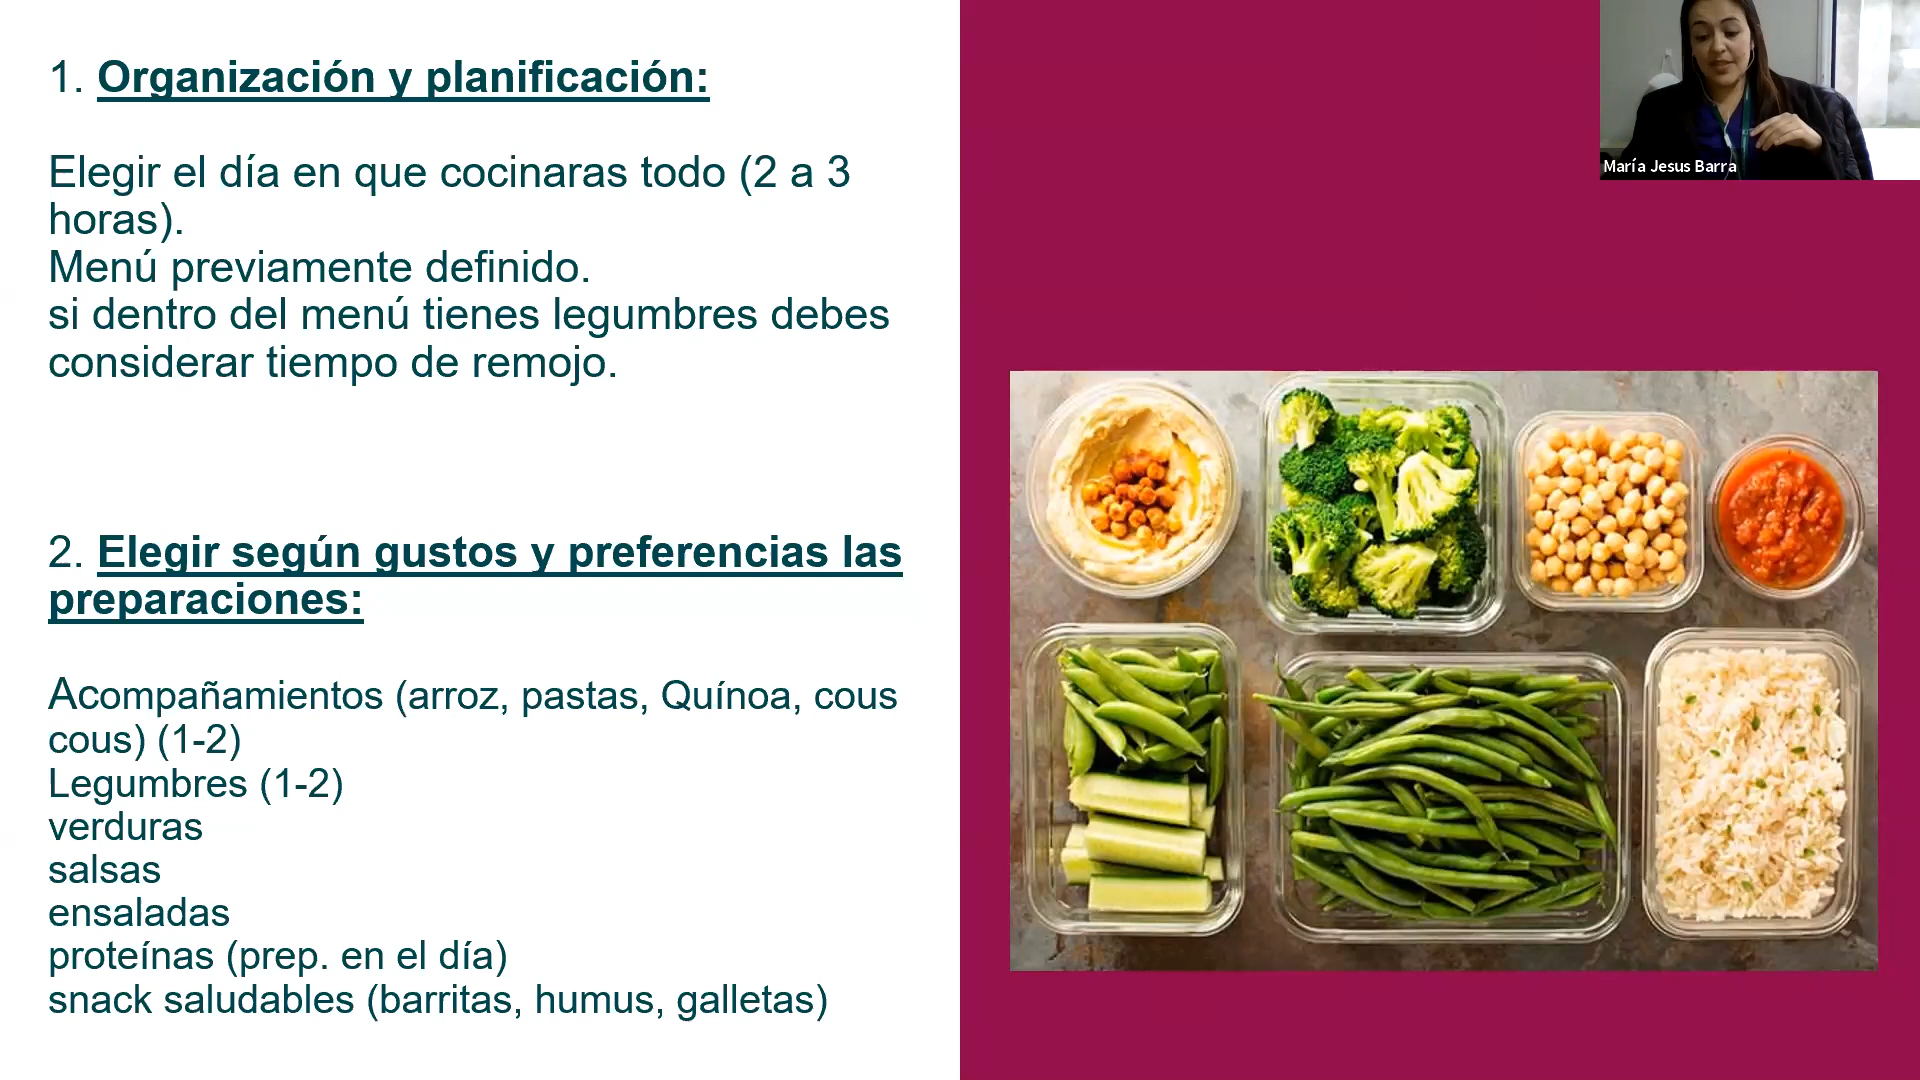 1. Organización y planificación:
Elegir el día en que cocinaras todo (2 a 3
horas).
Menú previamente definido.
si dentro del menú tienes legumbres debes
considerar tiempo de remojo.
2. Elegir según gustos y preferencias las
preparaciones:
Acompañamientos (arroz, pastas, Quínoa, cous
cous) (1-2)
Legumbres (1-2)
verduras
salsas
ensaladas
proteínas (prep. en el día)
snack saludables (barritas, humus, galletas)
María Jesus Barra